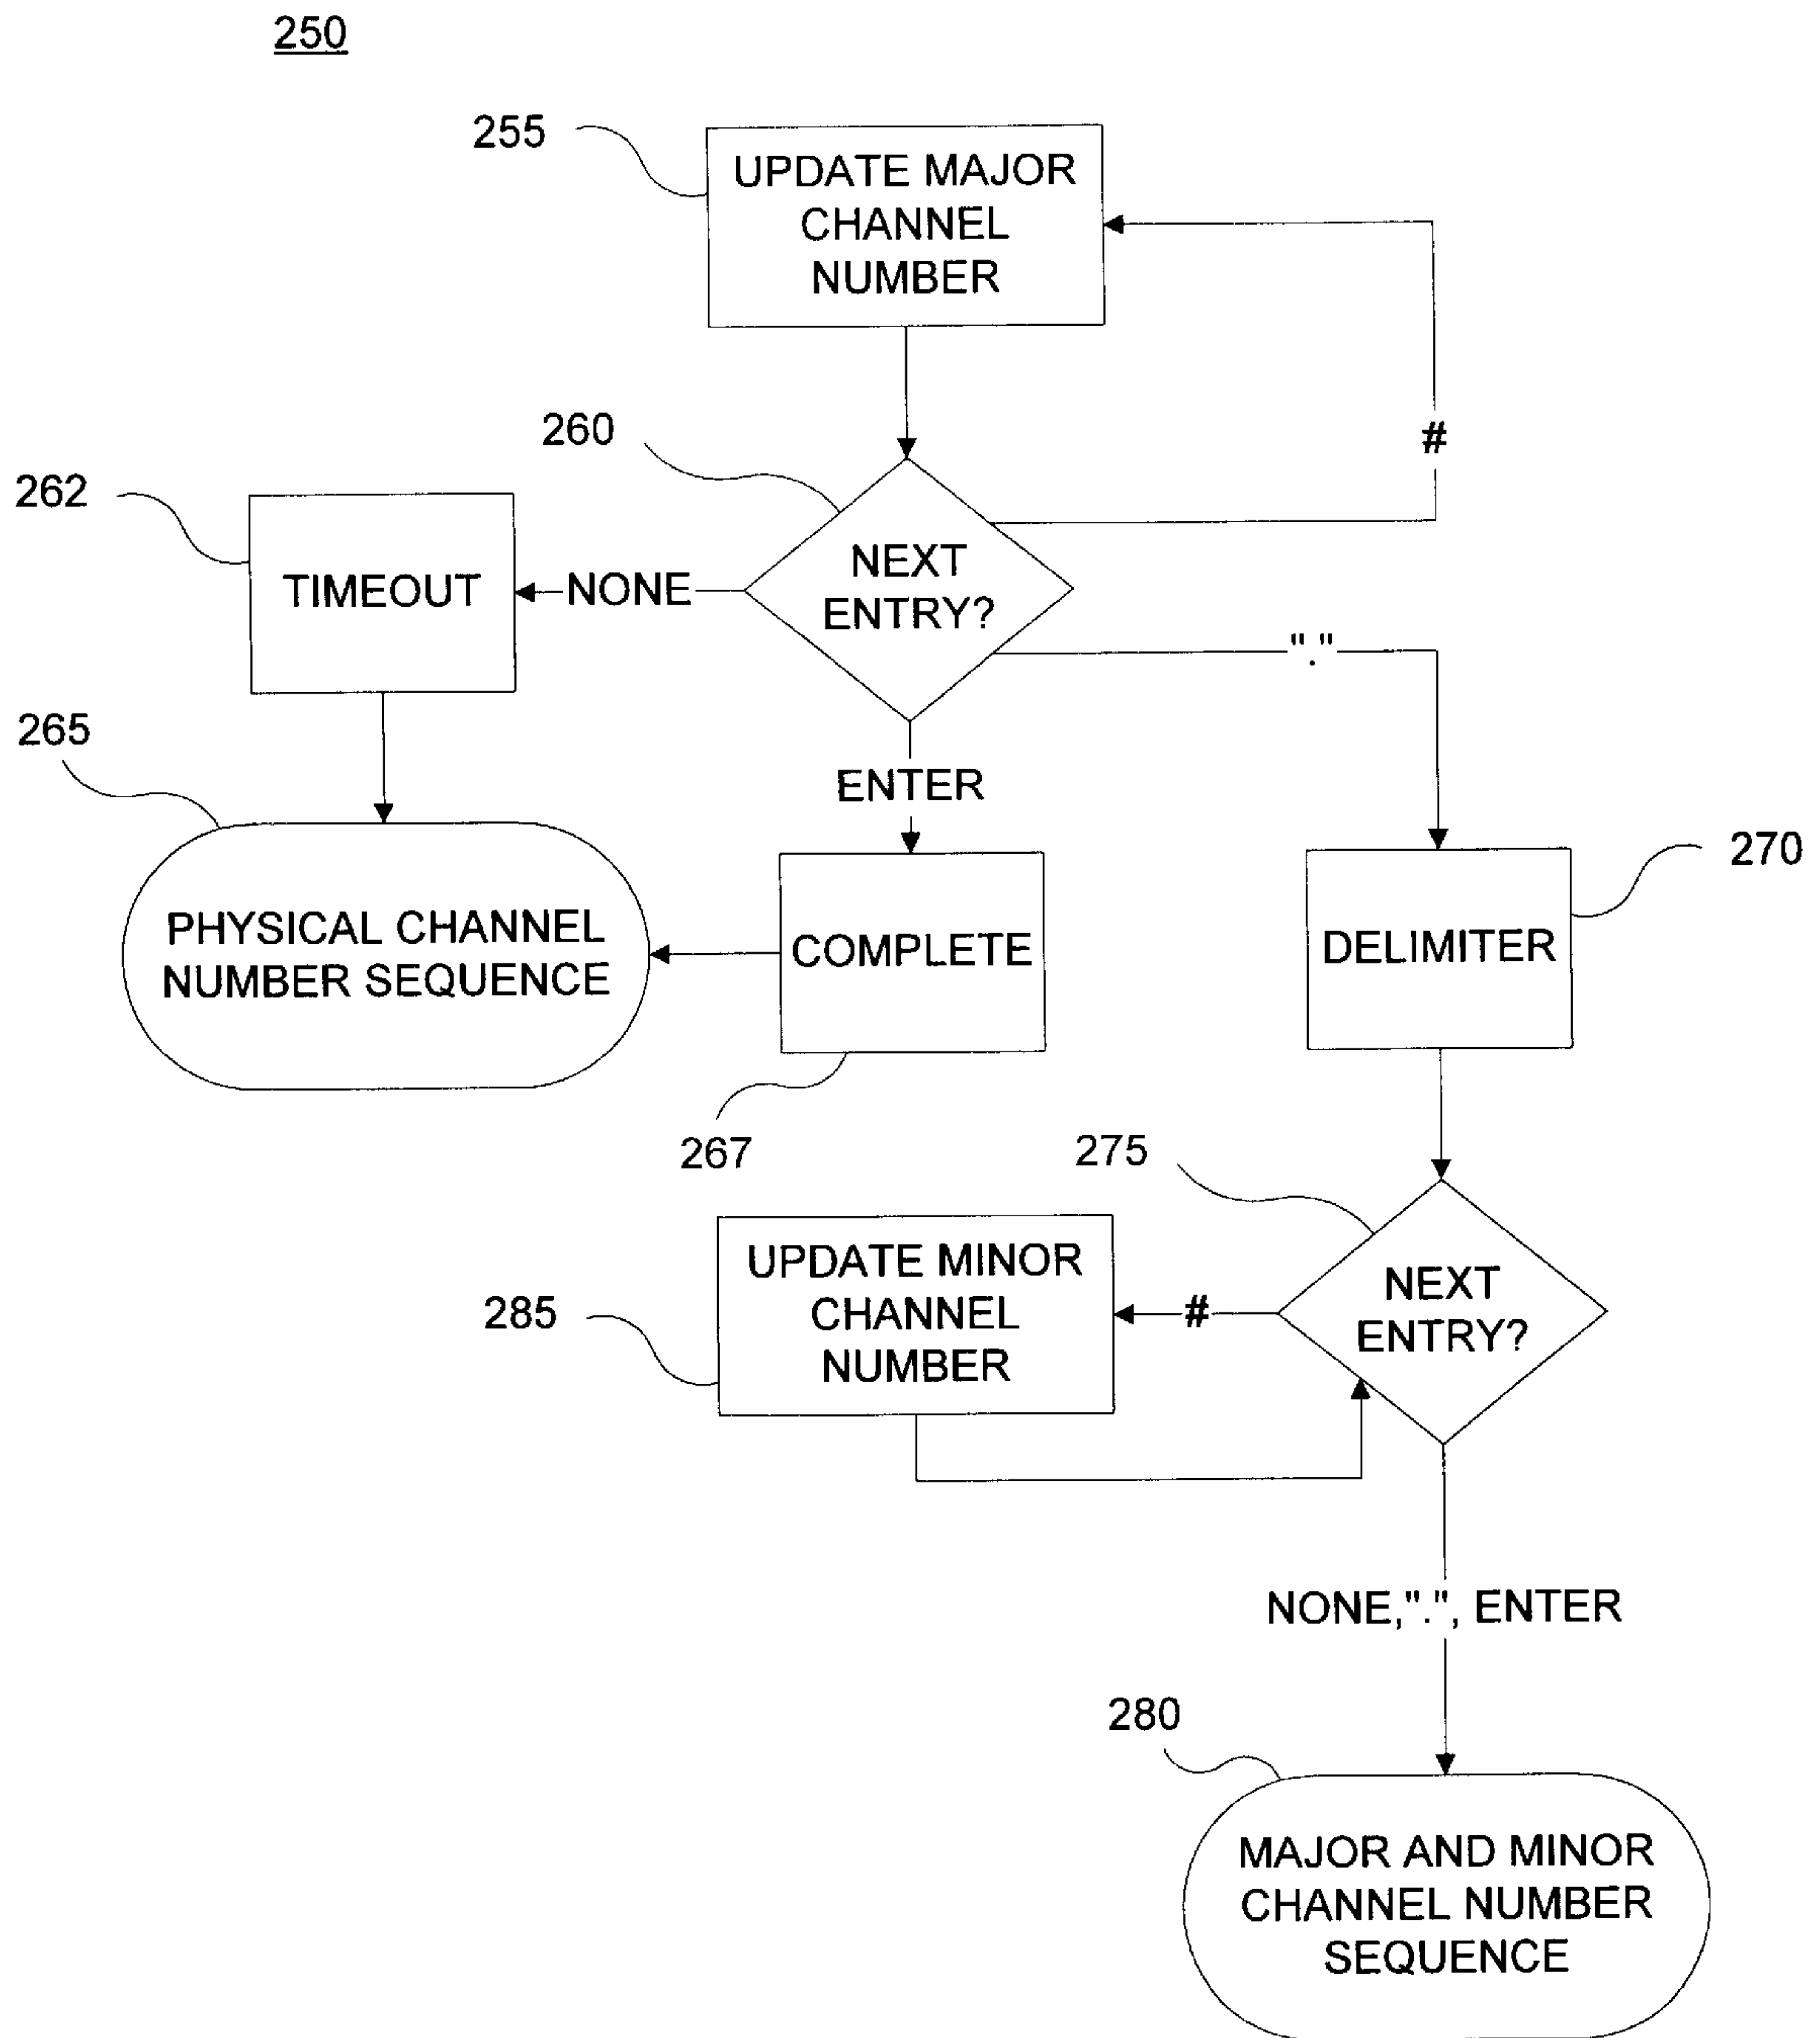 250
255
UPDATE MAJOR
CHANNEL
NUMBER
260
#
262
TIMEOUT
NONE
NEXT
ENTRY?
"."
265
ENTER
270
PHYSICAL CHANNEL
NUMBER SEQUENCE
COMPLETE
DELIMITER
267
275
UPDATE MINOR
CHANNEL
NUMBER
285
#
NEXT
ENTRY?
NONE,".", ENTER
280
MAJOR AND MINOR
CHANNEL NUMBER
SEQUENCE